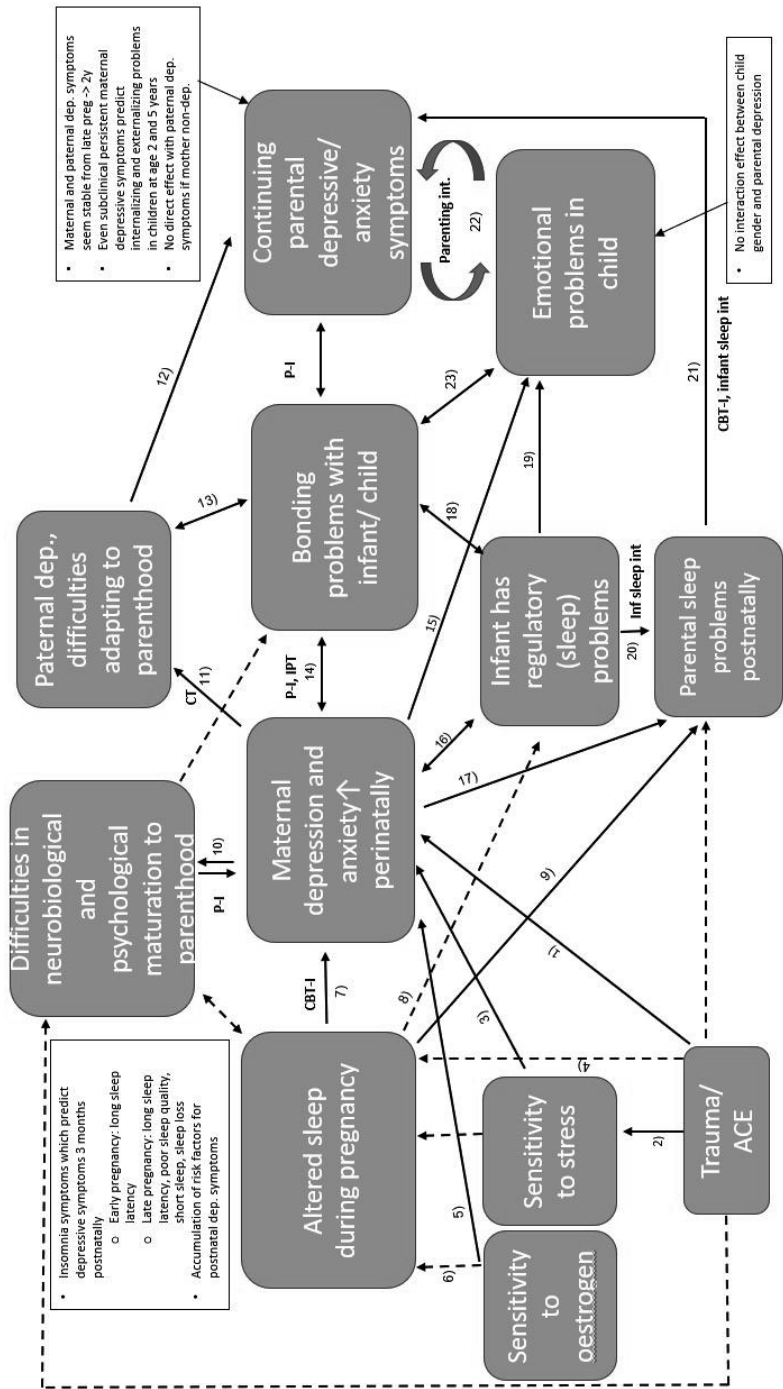 • Insomnia symptoms which predict
depressive symptoms 3 months
postnatally
o Early pregnancy: long sleep
latency
o Late pregnancy: long sleep
latency, poor sleep quality,
short sleep, sleep loss
• Accumulation of risk factors for
postnatal dep. symptoms
Difficulties in
neurobiological
and
psychological
maturation to
parenthood
Paternal dep.,
difficulties
adapting to
parenthood
• Maternal and paternal dep. symptoms
seem stable from late preg -> 2y
• Even subclinical persistent maternal
depressive symptoms predict
internalizing and externalizing problems
in children at age 2 and 5 years
• No direct effect with paternal dep.
symptoms if mother non-dep.
P-I
10)
CT
11)
13)
12)
Altered sleep
during pregnancy
CBT-I
7)
Maternal
depression and
anxiety↑
perinatally
P-I, IPT
14)
Bonding
problems with
infant/ child
P-I
Continuing
parental
depressive/
anxiety
symptoms
Parenting int.
22)
6)
5)
3)
4)
1)
8)
9)
16)
17)
15)
18)
23)
Sensitivity
to
oestrogen
Sensitivity
to stress
2)
Trauma/
ACE
Infant has
regulatory
(sleep)
problems
19)
Emotional
problems in
child
20)
Inf sleep int
Parental sleep
problems
postnatally
21)
CBT-I, infant sleep int
• No interaction effect between child
gender and parental depression